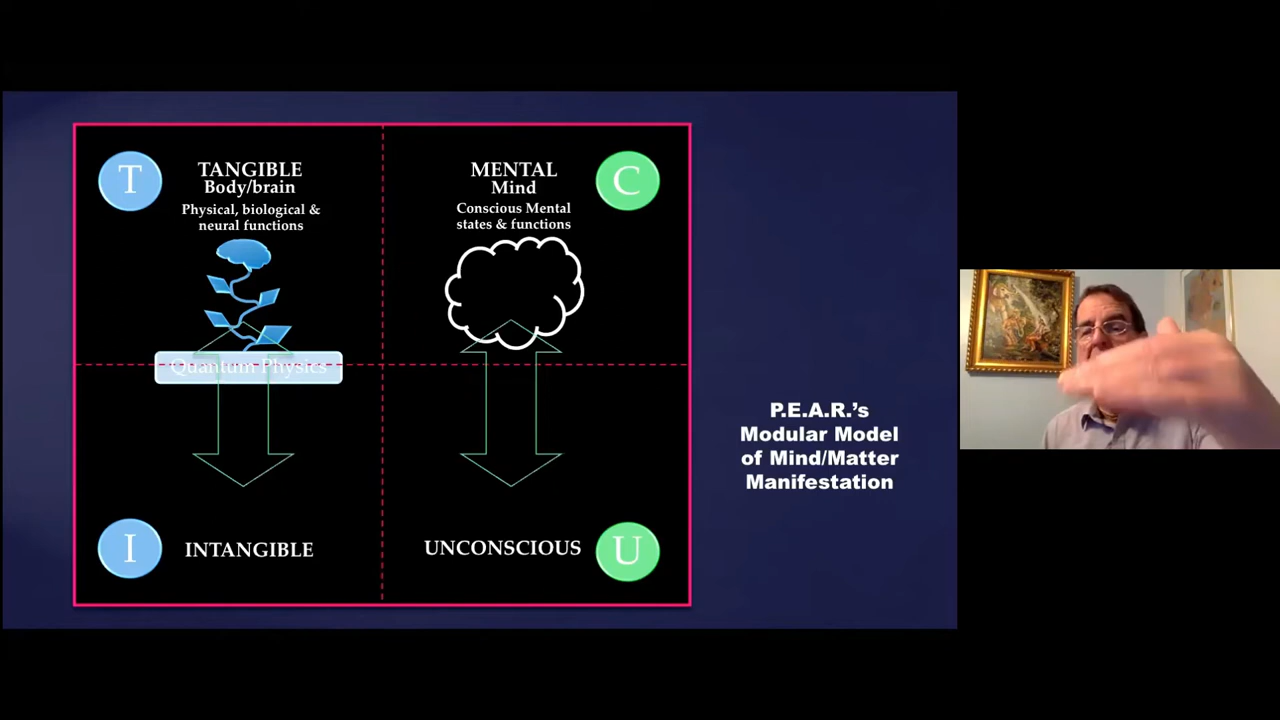 T
TANGIBLE
Body/brain
Physical, biological &
neural functions
MENTAL
Mind
Conscious Mental
states & functions
C
Quantum Physics
I
INTANGIBLE
UNCONSCIOUS
U
P.E.A.R.'s
Modular Model
of Mind/Matter
Manifestation